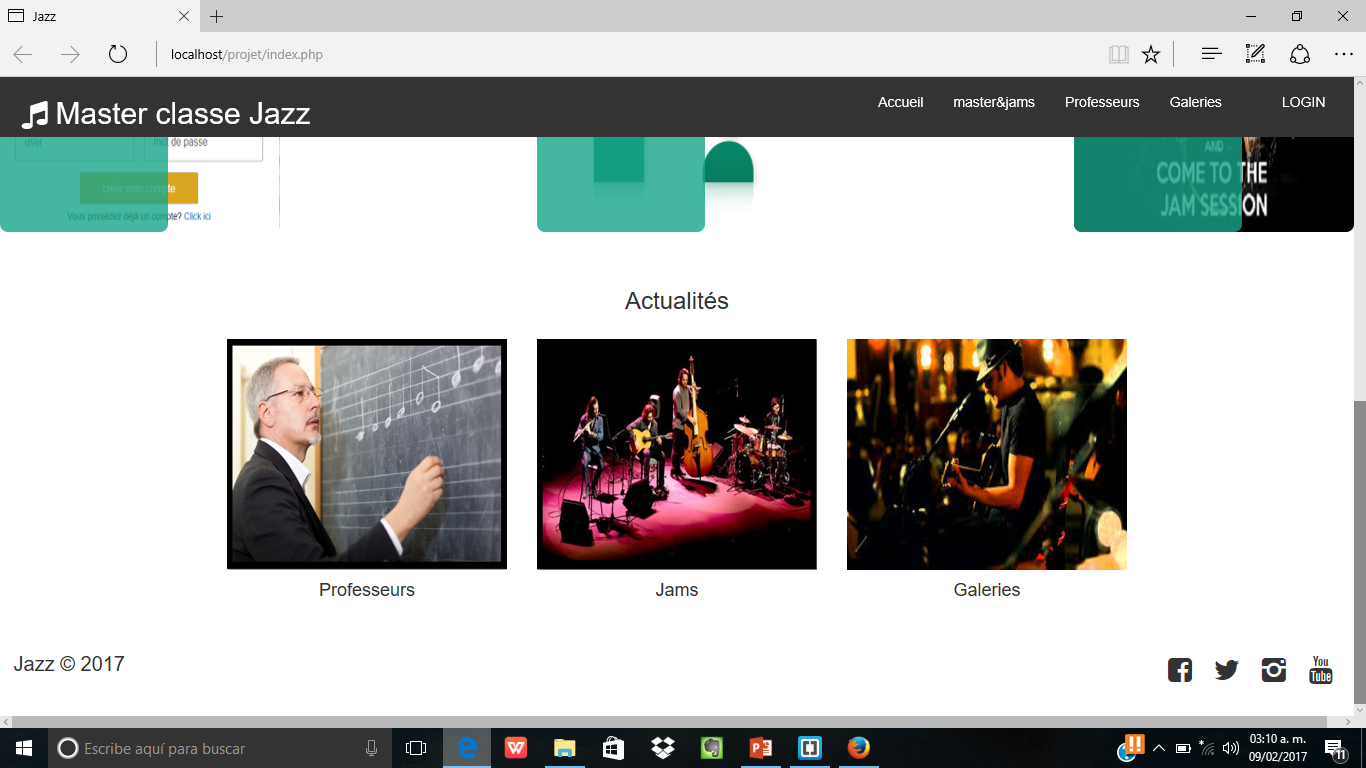 Jazz
localhost/projet/index.php
Master classe Jazz
Accueil master&jams Professeurs Galeries LOGIN
user mot de passe
créer mon compte
Vous possédez déjà un compte? Click ici
AND
COME TO THE
JAM SESSION
Actualités
Professeurs Jams Galeries
Jazz © 2017
You
Tube
Escribe aquí para buscar
03:10 a. m.
09/02/2017
11